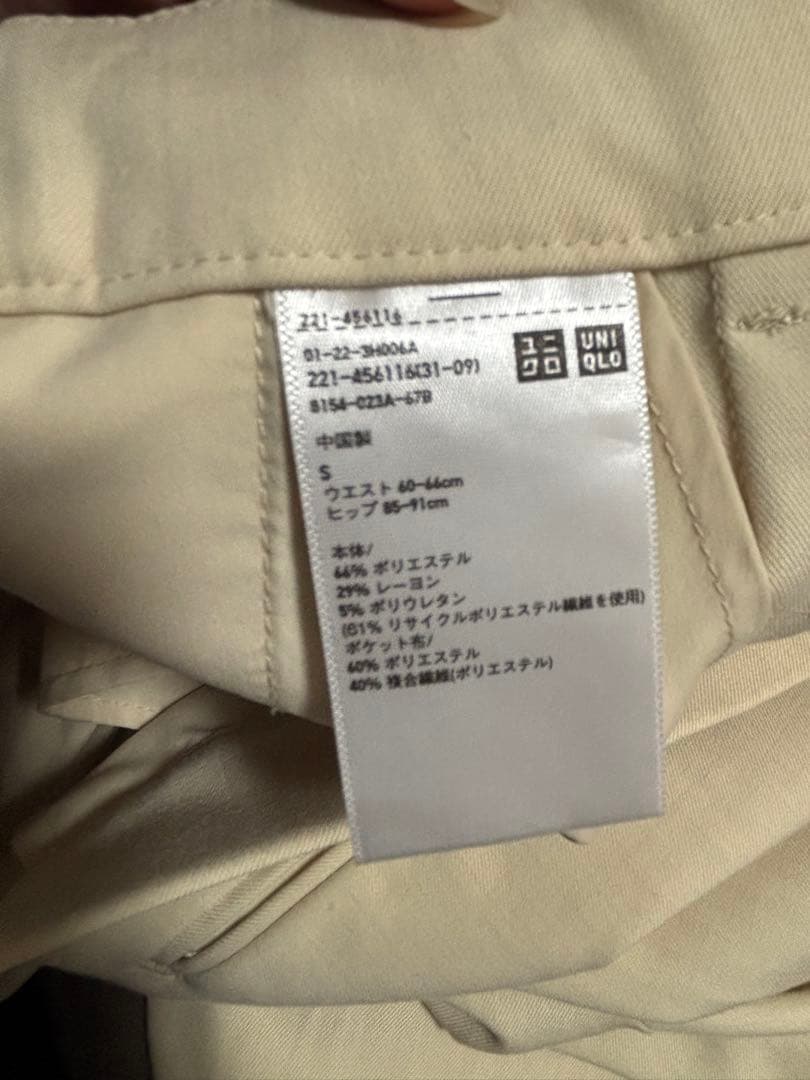 221-456116
ユニ
クロ
UNI
QLO
01-22-3H006A
221-456116(31-09)
8154-023A-67B
中国製
S
ウエスト 60-66cm
ヒップ 85-91cm
本体/
66% ポリエステル
29% レーヨン
5% ポリウレタン
(61% リサイクルポリエステル繊維を使用)
ポケット布/
60% ポリエステル
40% 複合繊維(ポリエステル)